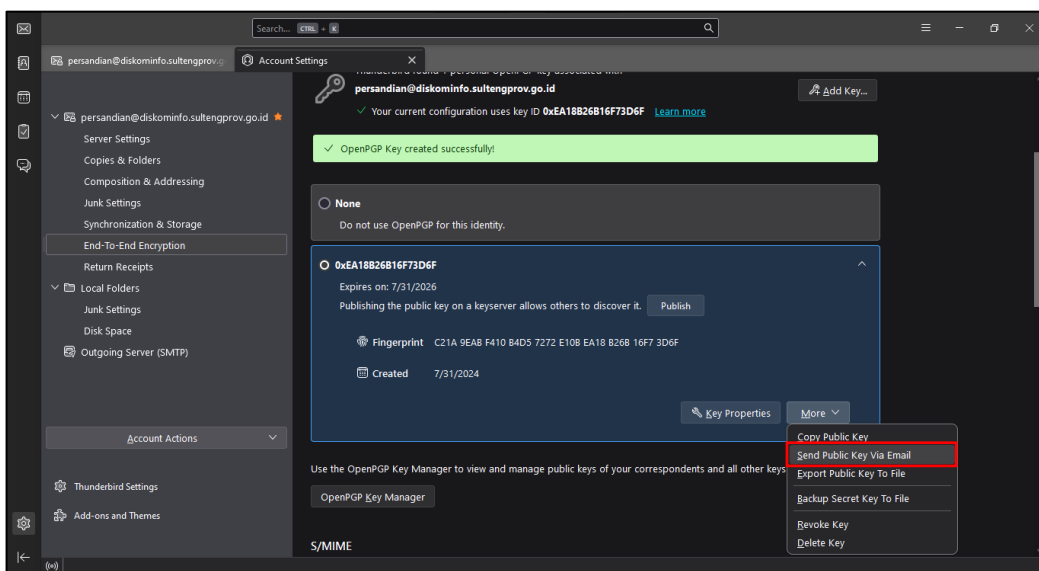 Search... CTRL + K
persandian@diskominfo.sultengprov.g
Account Settings
Thunderbird found 1 personal OpenPGP key associated with
persandian@diskominfo.sultengprov.go.id
Add Key...
Your current configuration uses key ID 0xEA18B26B16F73D6F Learn more
OpenPGP Key created successfully!
persandian@diskominfo.sultengprov.go.id
Server Settings
Copies & Folders
Composition & Addressing
Junk Settings
Synchronization & Storage
End-To-End Encryption
Return Receipts
Local Folders
Junk Settings
Disk Space
Outgoing Server (SMTP)
Account Actions
Thunderbird Settings
Add-ons and Themes
None
Do not use OpenPGP for this identity.
0xEA18B26B16F73D6F
Expires on: 7/31/2026
Publishing the public key on a keyserver allows others to discover it. Publish
Fingerprint C21A 9EAB F410 B4D5 7272 E10B EA18 B26B 16F7 3D6F
Created 7/31/2024
Key Properties More
Copy Public Key
Send Public Key Via Email
Export Public Key To File
Backup Secret Key To File
Revoke Key
Delete Key
Use the OpenPGP Key Manager to view and manage public keys of your correspondents and all other keys
OpenPGP Key Manager
S/MIME